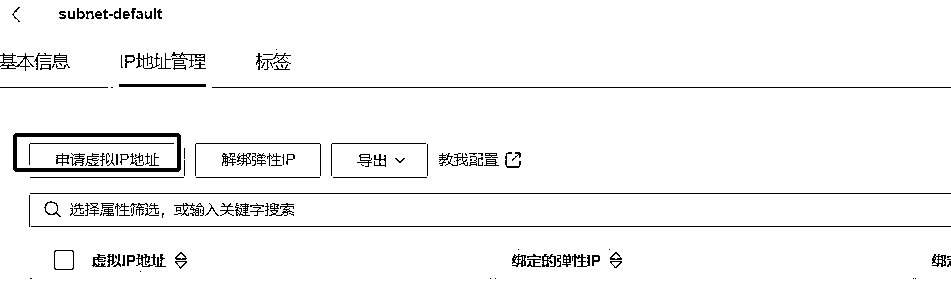 subnet-default
基本信息 IP地址管理 标签
申请虚拟IP地址 解绑弹性IP 导出 教我配置
选择属性筛选，或输入关键字搜索
虚拟IP地址 绑定的弹性IP